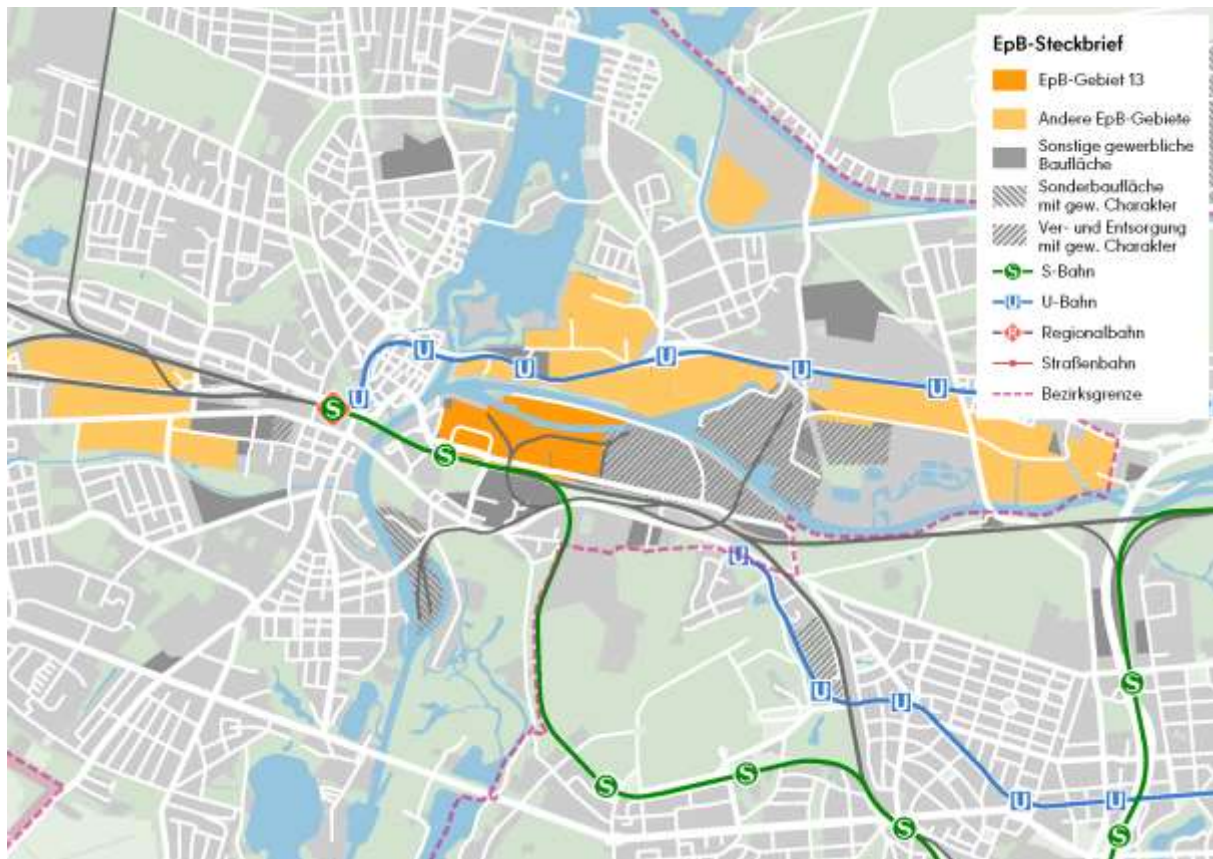 EpB-Steckbrief
EpB-Gebiet 13
Andere EpB-Gebiete
Sonstige gewerbliche
Baufläche
Sonderbaufläche
mit gew. Charakter
Ver- und Entsorgung
mit gew. Charakter
S
S-Bahn
U
U-Bahn
R
Regionalbahn
Straßenbahn
Bezirksgrenze
U
U
U
U
U
U
S
S
U
U
U
S
S
S
S
U
U
S